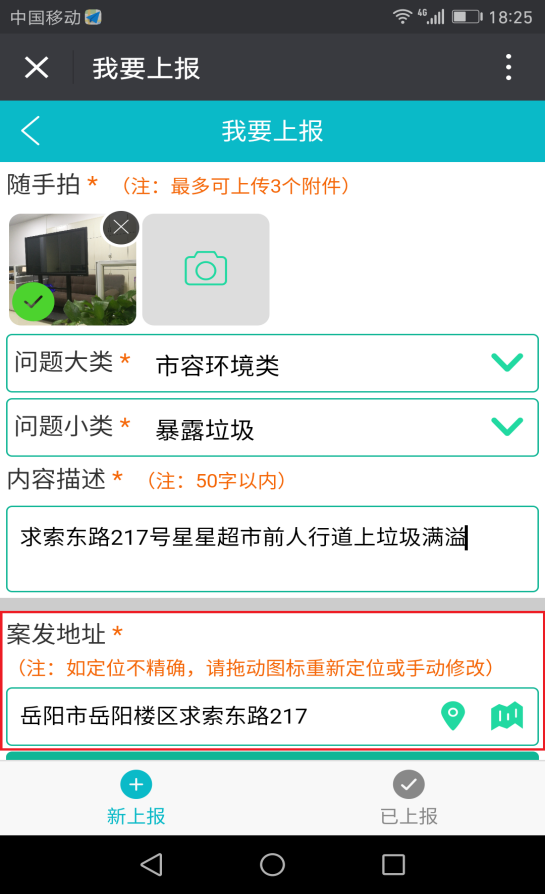 中国移动 4G 18:25
我要上报
我要上报
随手拍 * （注：最多可上传3个附件）
问题大类 * 市容环境类
问题小类 * 暴露垃圾
内容描述 * （注：50字以内）
求索东路217号星星超市前人行道上垃圾满溢
案发地址 *
（注：如定位不精确，请拖动图标重新定位或手动修改）
岳阳市岳阳楼区求索东路217
新上报 已上报